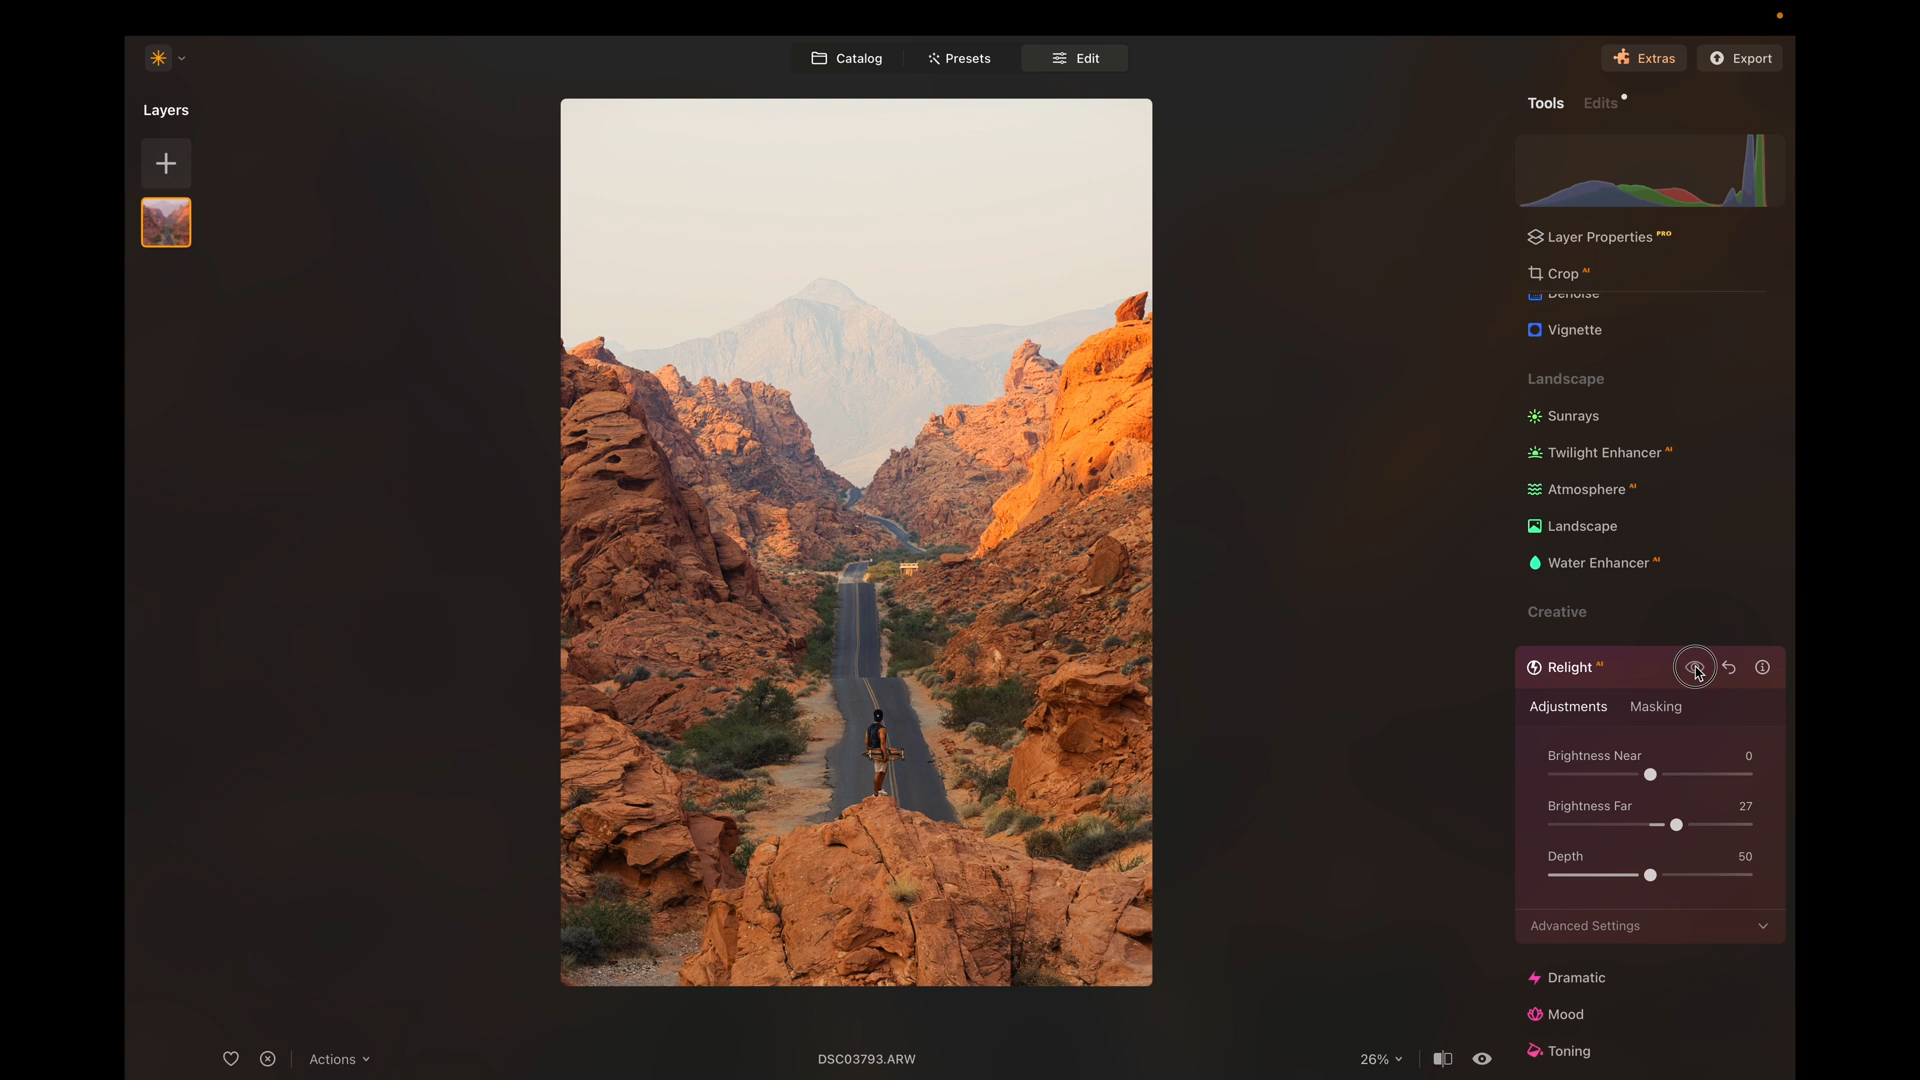 Catalog
Presets
Edit
Extras
Export
Layers
Tools
Edits
Layer Properties PRO
Crop AI
Denoise
Vignette
Landscape
Sunrays
Twilight Enhancer AI
Atmosphere AI
Landscape
Water Enhancer AI
Creative
Relight AI
Adjustments
Masking
Brightness Near 0
Brightness Far 27
Depth 50
Advanced Settings
Dramatic
Mood
Toning
Actions
DSC03793.ARW
26%